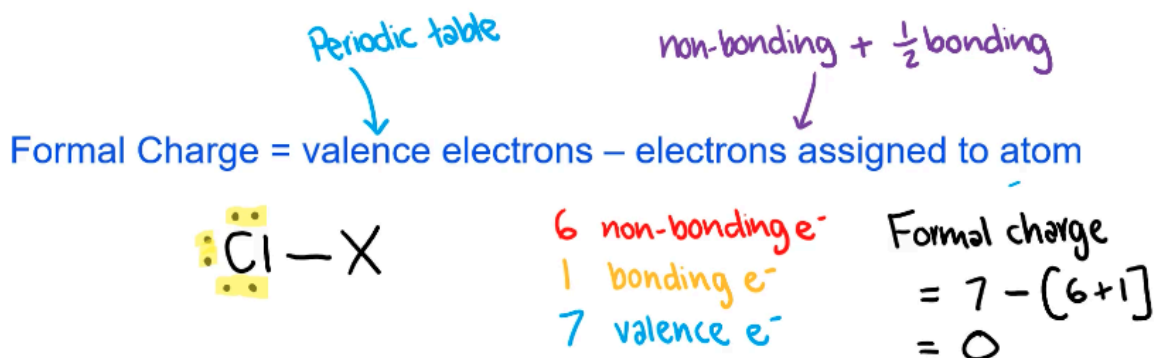 Periodic table
non-bonding + 1/2 bonding
Formal Charge = valence electrons – electrons assigned to atom
Cl – X
6 non-bonding e⁻
1 bonding e⁻
7 valence e⁻
Formal charge
= 7 – (6+1]
= 0